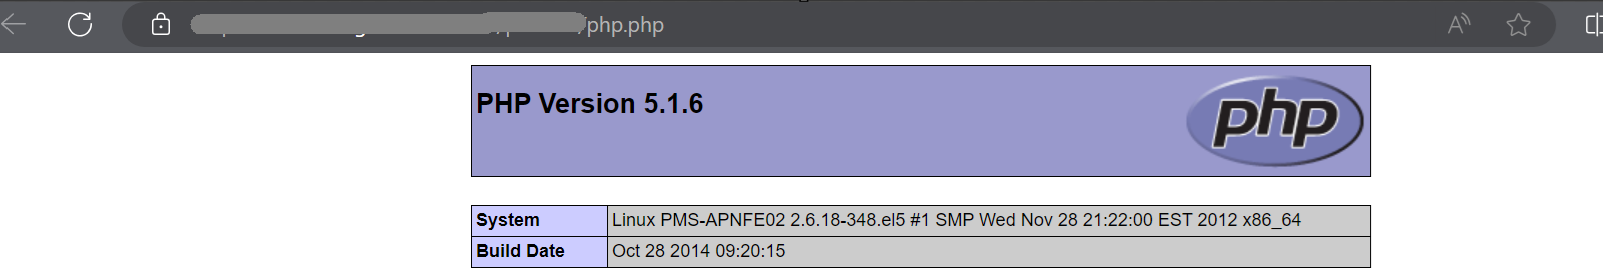 /php.php
PHP Version 5.1.6
php
System Linux PMS-APNFE02 2.6.18-348.el5 #1 SMP Wed Nov 28 21:22:00 EST 2012 x86_64
Build Date Oct 28 2014 09:20:15